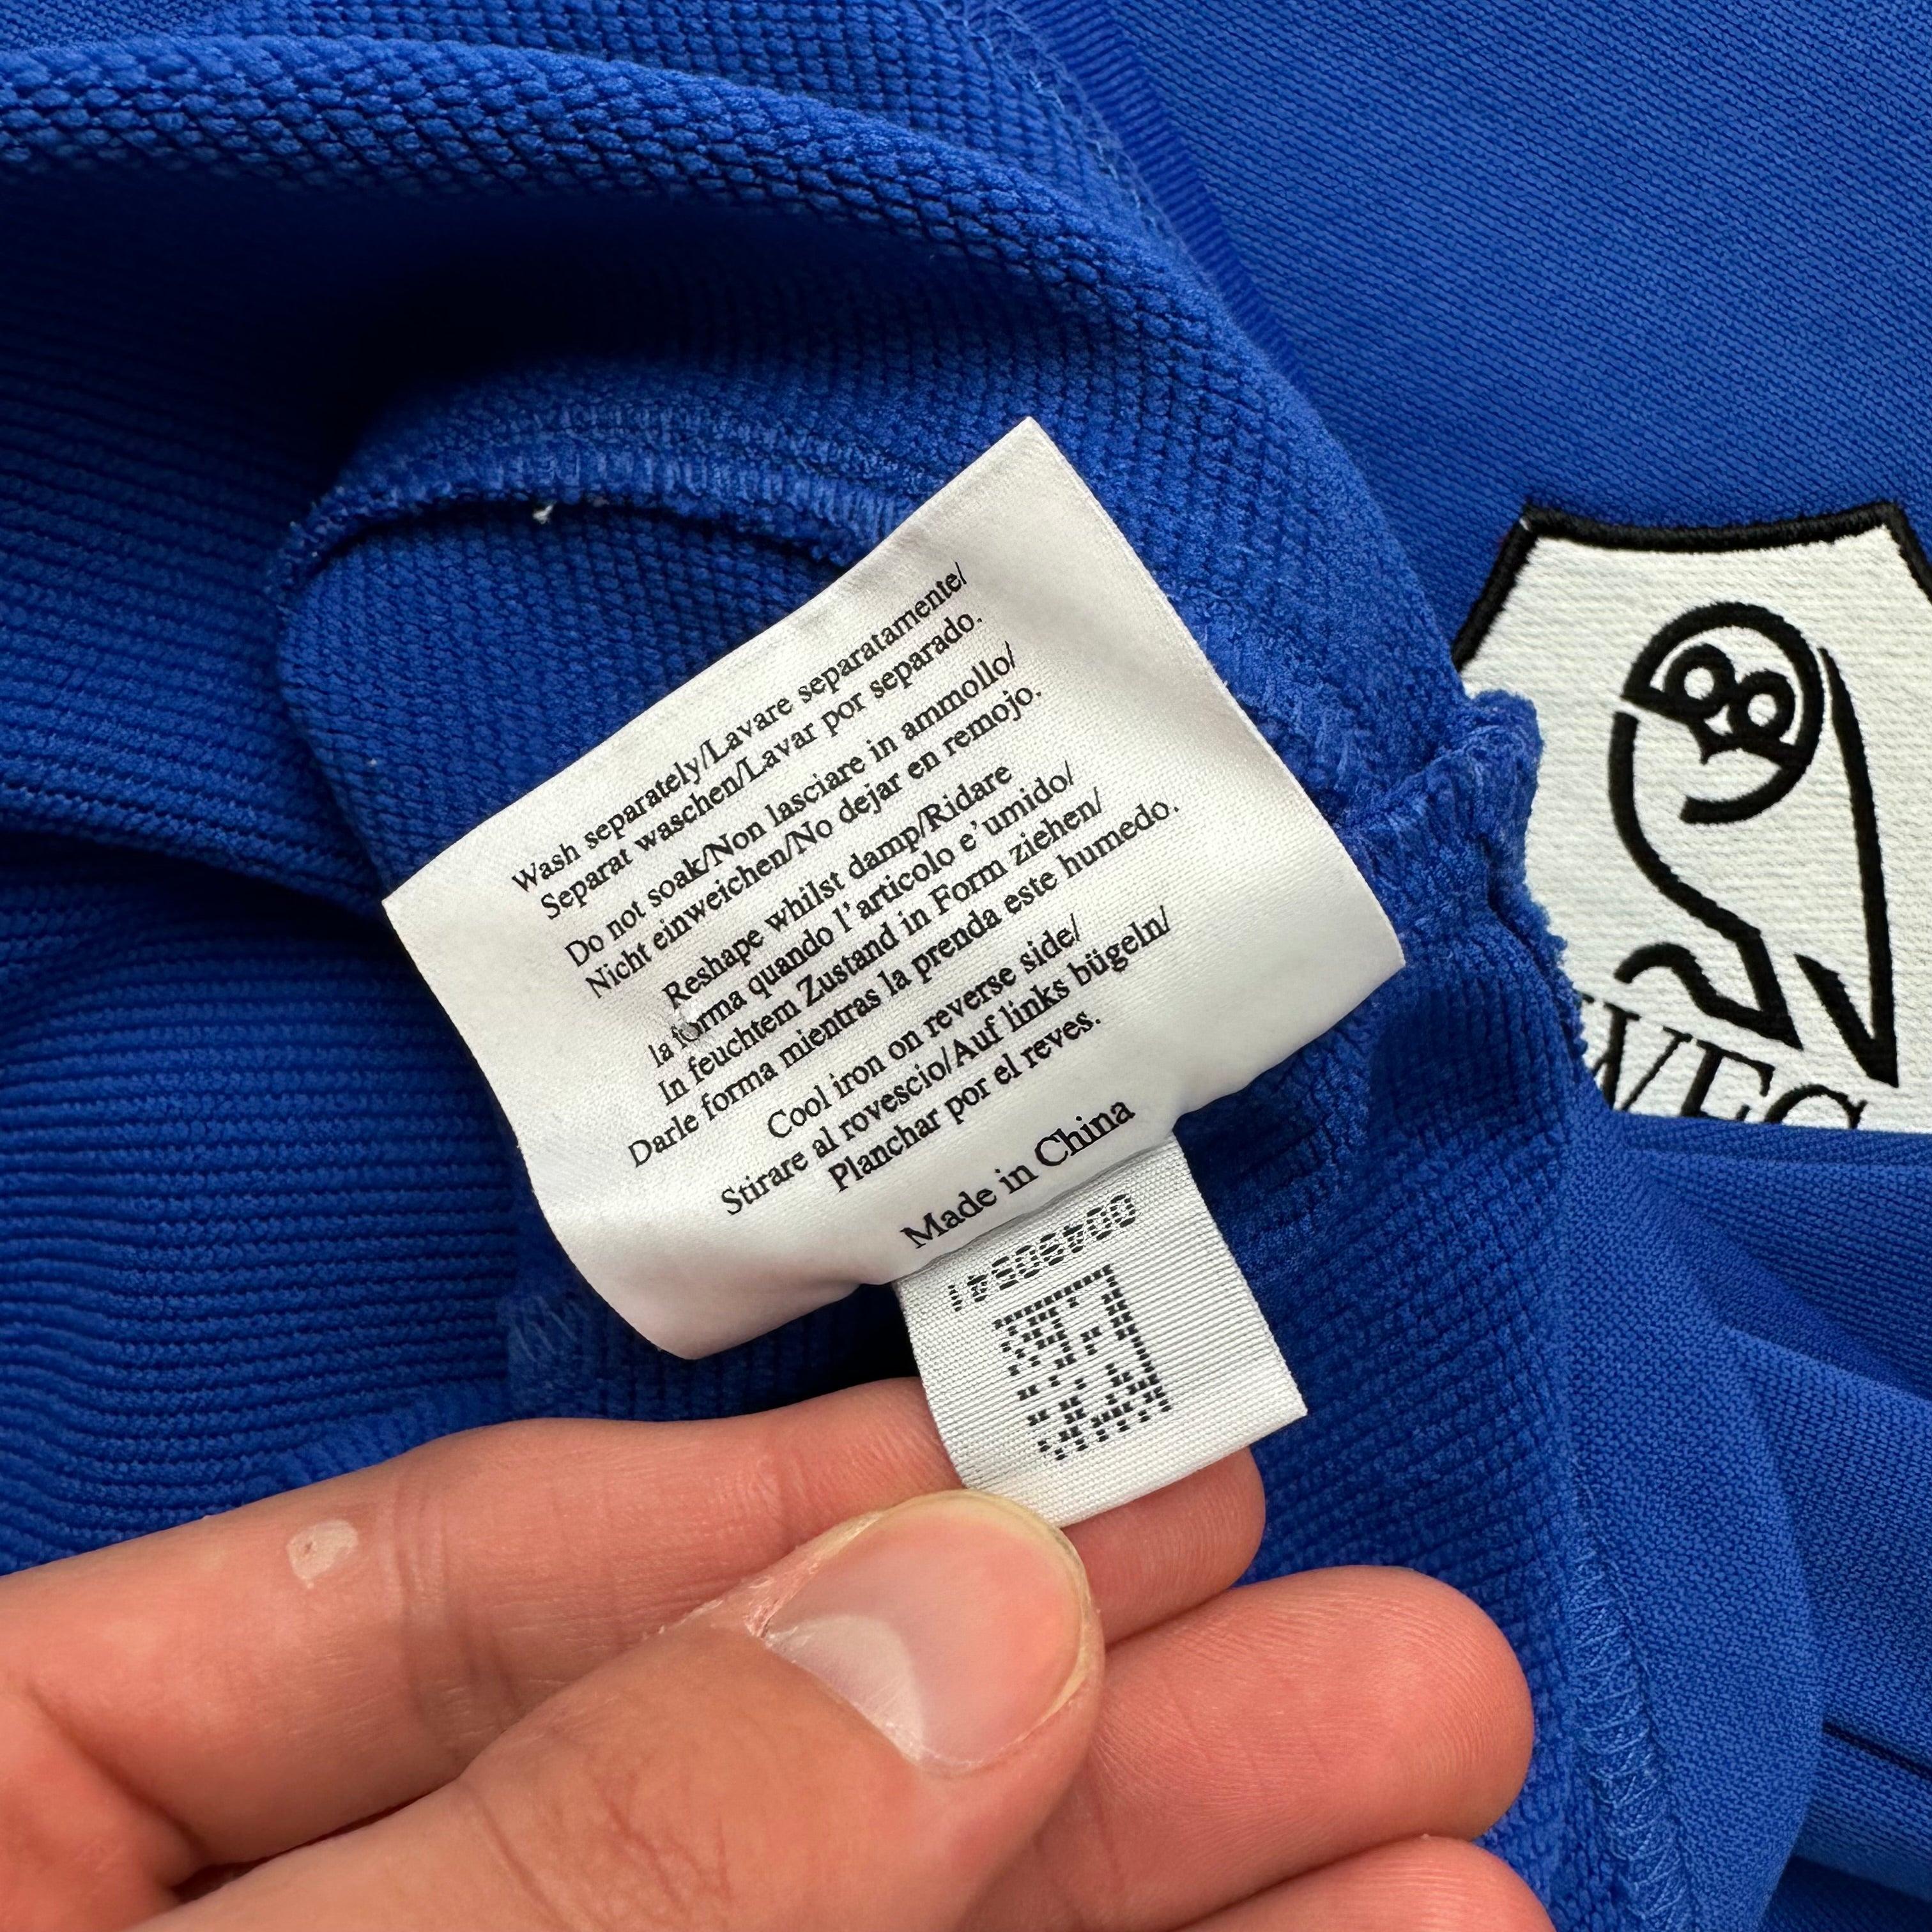 Wash separately/Lavare separatamente/
Separat waschen/Lavar por separado.
Do not soak/Non lasciare in ammollo/
Nicht einweichen/No dejar en remojo.
Reshape whilst damp/Ridare
la forma quando l'articolo e'umido/
In feuchtem Zustand in Form ziehen/
Darle forma mientras la prenda este humedo.
Cool iron on reverse side/
Stirare al rovescio/Auf links bügeln/
Planchar por el reves.
Made in China